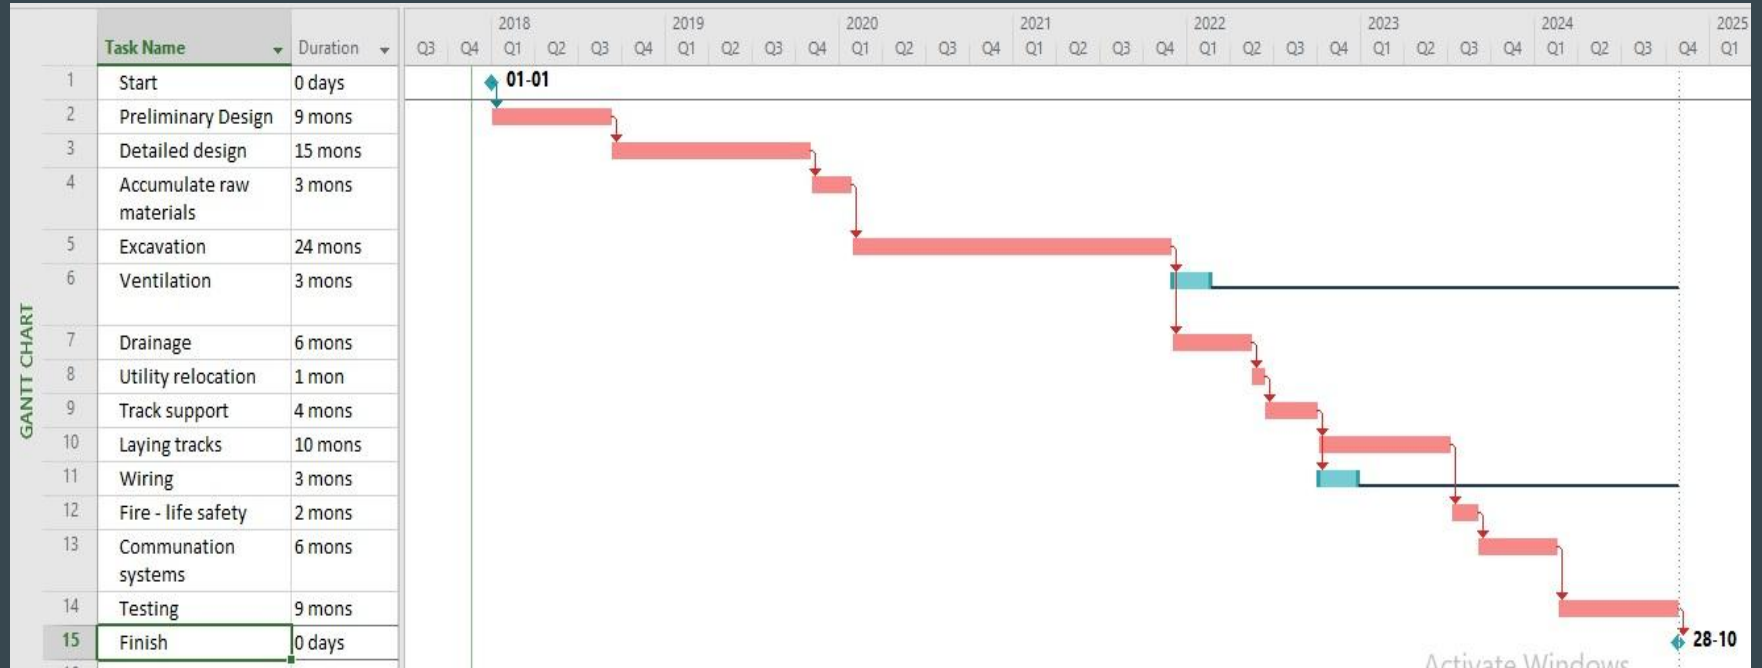 2018 2019 2020 2021 2022 2023 2024 2025
Task Name Duration Q3 Q4 Q1 Q2 Q3 Q4 Q1 Q2 Q3 Q4 Q1 Q2 Q3 Q4 Q1 Q2 Q3 Q4 Q1 Q2 Q3 Q4 Q1 Q2 Q3 Q4 Q1 Q2 Q3 Q4 Q1
1 Start 0 days 01-01
2 Preliminary Design 9 mons
3 Detailed design 15 mons
4 Accumulate raw 3 mons
materials
5 Excavation 24 mons
6 Ventilation 3 mons
7 Drainage 6 mons
8 Utility relocation 1 mon
9 Track support 4 mons
10 Laying tracks 10 mons
11 Wiring 3 mons
12 Fire - life safety 2 mons
13 Communation 6 mons
systems
14 Testing 9 mons
15 Finish 0 days 28-10
GANTT CHART
Activate Windows